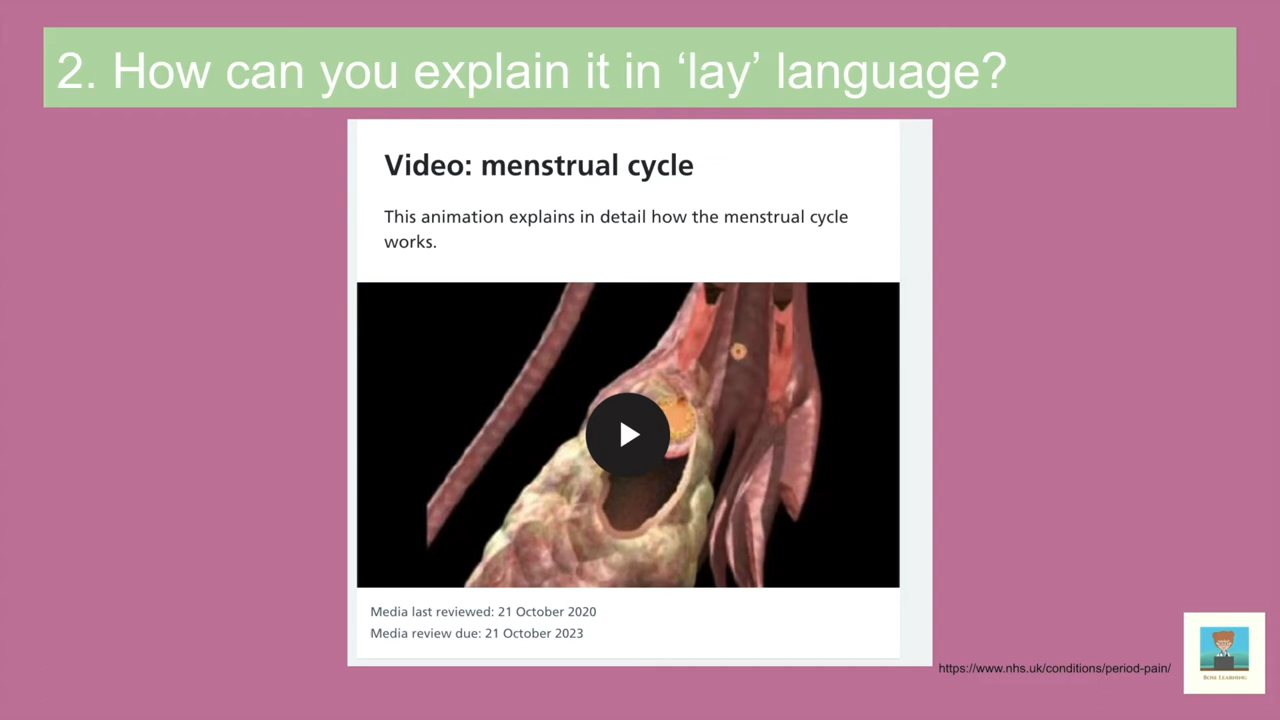 2. How can you explain it in ‘lay’ language?
Video: menstrual cycle
This animation explains in detail how the menstrual cycle
works.
Media last reviewed: 21 October 2020
Media review due: 21 October 2023
https://www.nhs.uk/conditions/period-pain/
Bose Learning